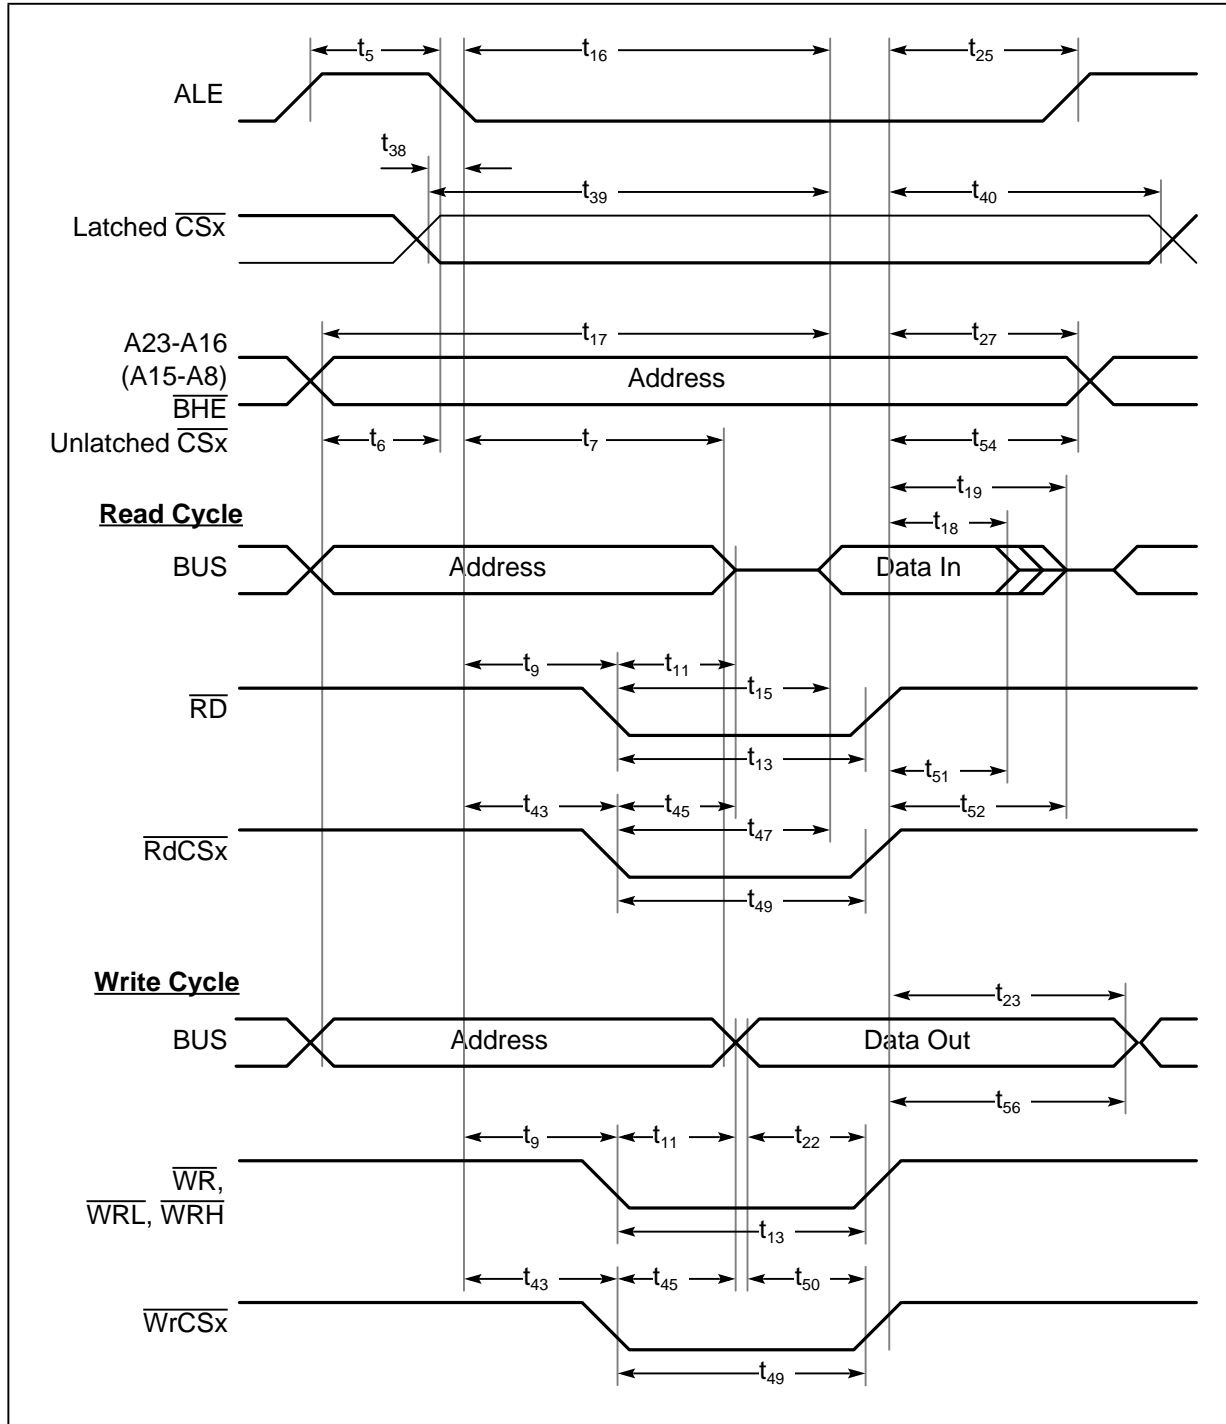 t5
t16
t25
ALE
t38
t39
t40
Latched CSx
t17
t27
A23-A16
(A15-A8)
BHE
Unlatched CSx
Address
t6
t7
t54
t19
Read Cycle
t18
BUS
Address
Data In
t9
t11
t15
RD
t13
t51
t43
t45
t52
t47
RdCSx
t49
Write Cycle
t23
BUS
Address
Data Out
t56
t9
t11
t22
WR,
WRL, WRH
t13
t43
t45
t50
WrCSx
t49